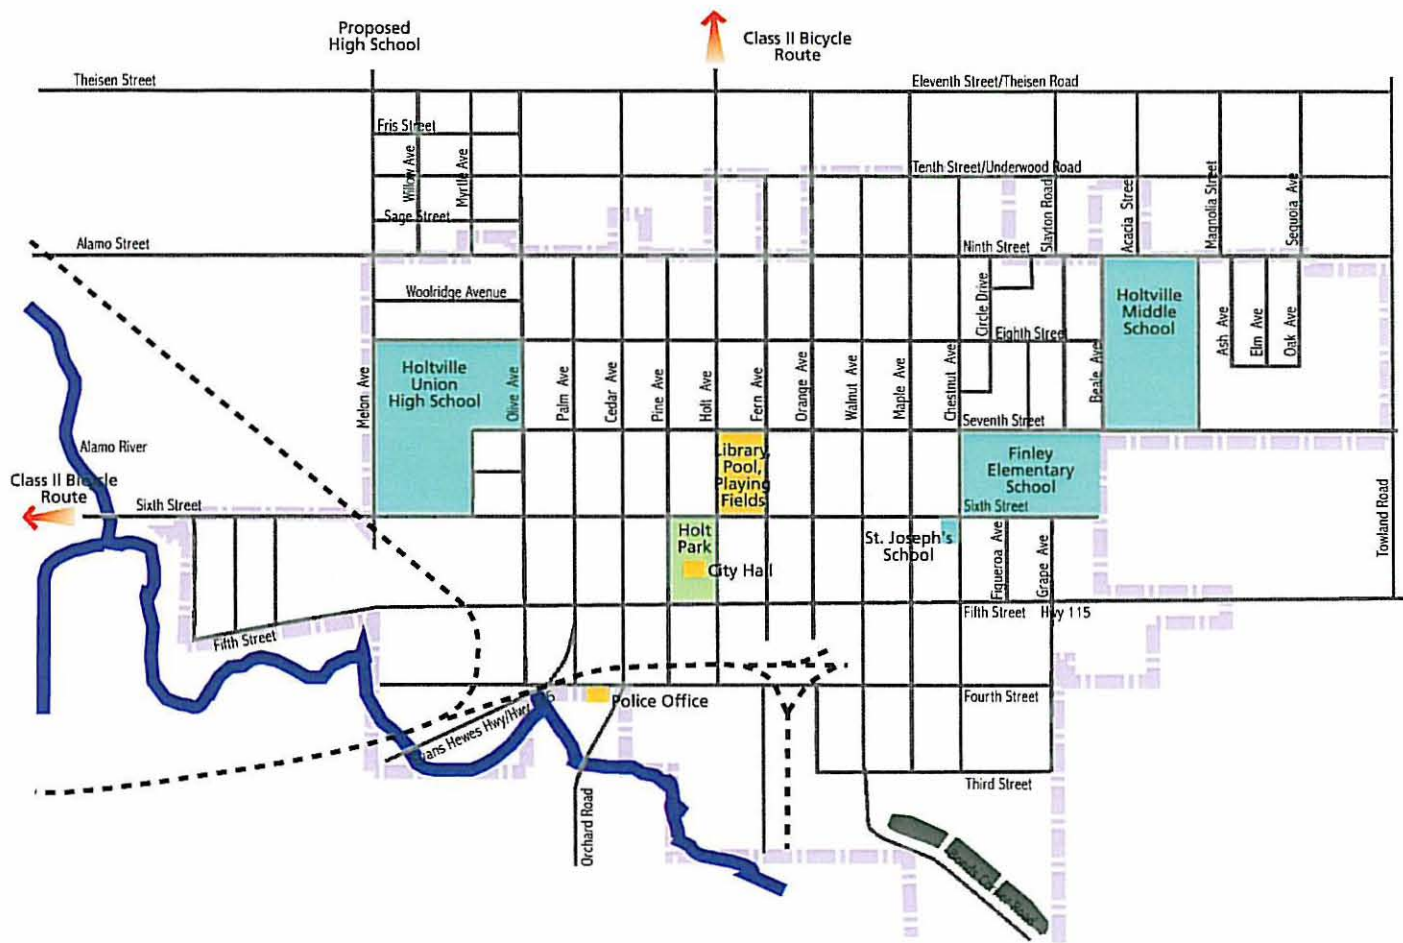 Proposed
High School
Class II Bicycle
Route
Theisen Street
Eleventh Street/Theisen Road
Fris Street
Willow Ave
Myrtle Ave
Tenth Street/Underwood Road
Sage Street
Slayton Road
Acacia Street
Magnolia Street
Sequoia Ave
Alamo Street
Ninth Street
Woolridge Avenue
Circle Drive
Holtville
Middle
School
Eighth Street
Ash Ave
Elm Ave
Oak Ave
Holtville
Union
High School
Melon Ave
Olive Ave
Palm Ave
Cedar Ave
Pine Ave
Holt Ave
Fern Ave
Orange Ave
Walnut Ave
Maple Ave
Chestnut Ave
Beale Ave
Seventh Street
Alamo River
Library,
Pool,
Playing
Fields
Finley
Elementary
School
Class II Bicycle
Route
Sixth Street
Sixth Street
Towland Road
Holt
Park
City Hall
St. Joseph's
School
Figueroa Ave
Grape Ave
Fifth Street
Fifth Street Hwy 115
Police Office
Fourth Street
Hewes Hwy/Hwy
Third Street
Orchard Road